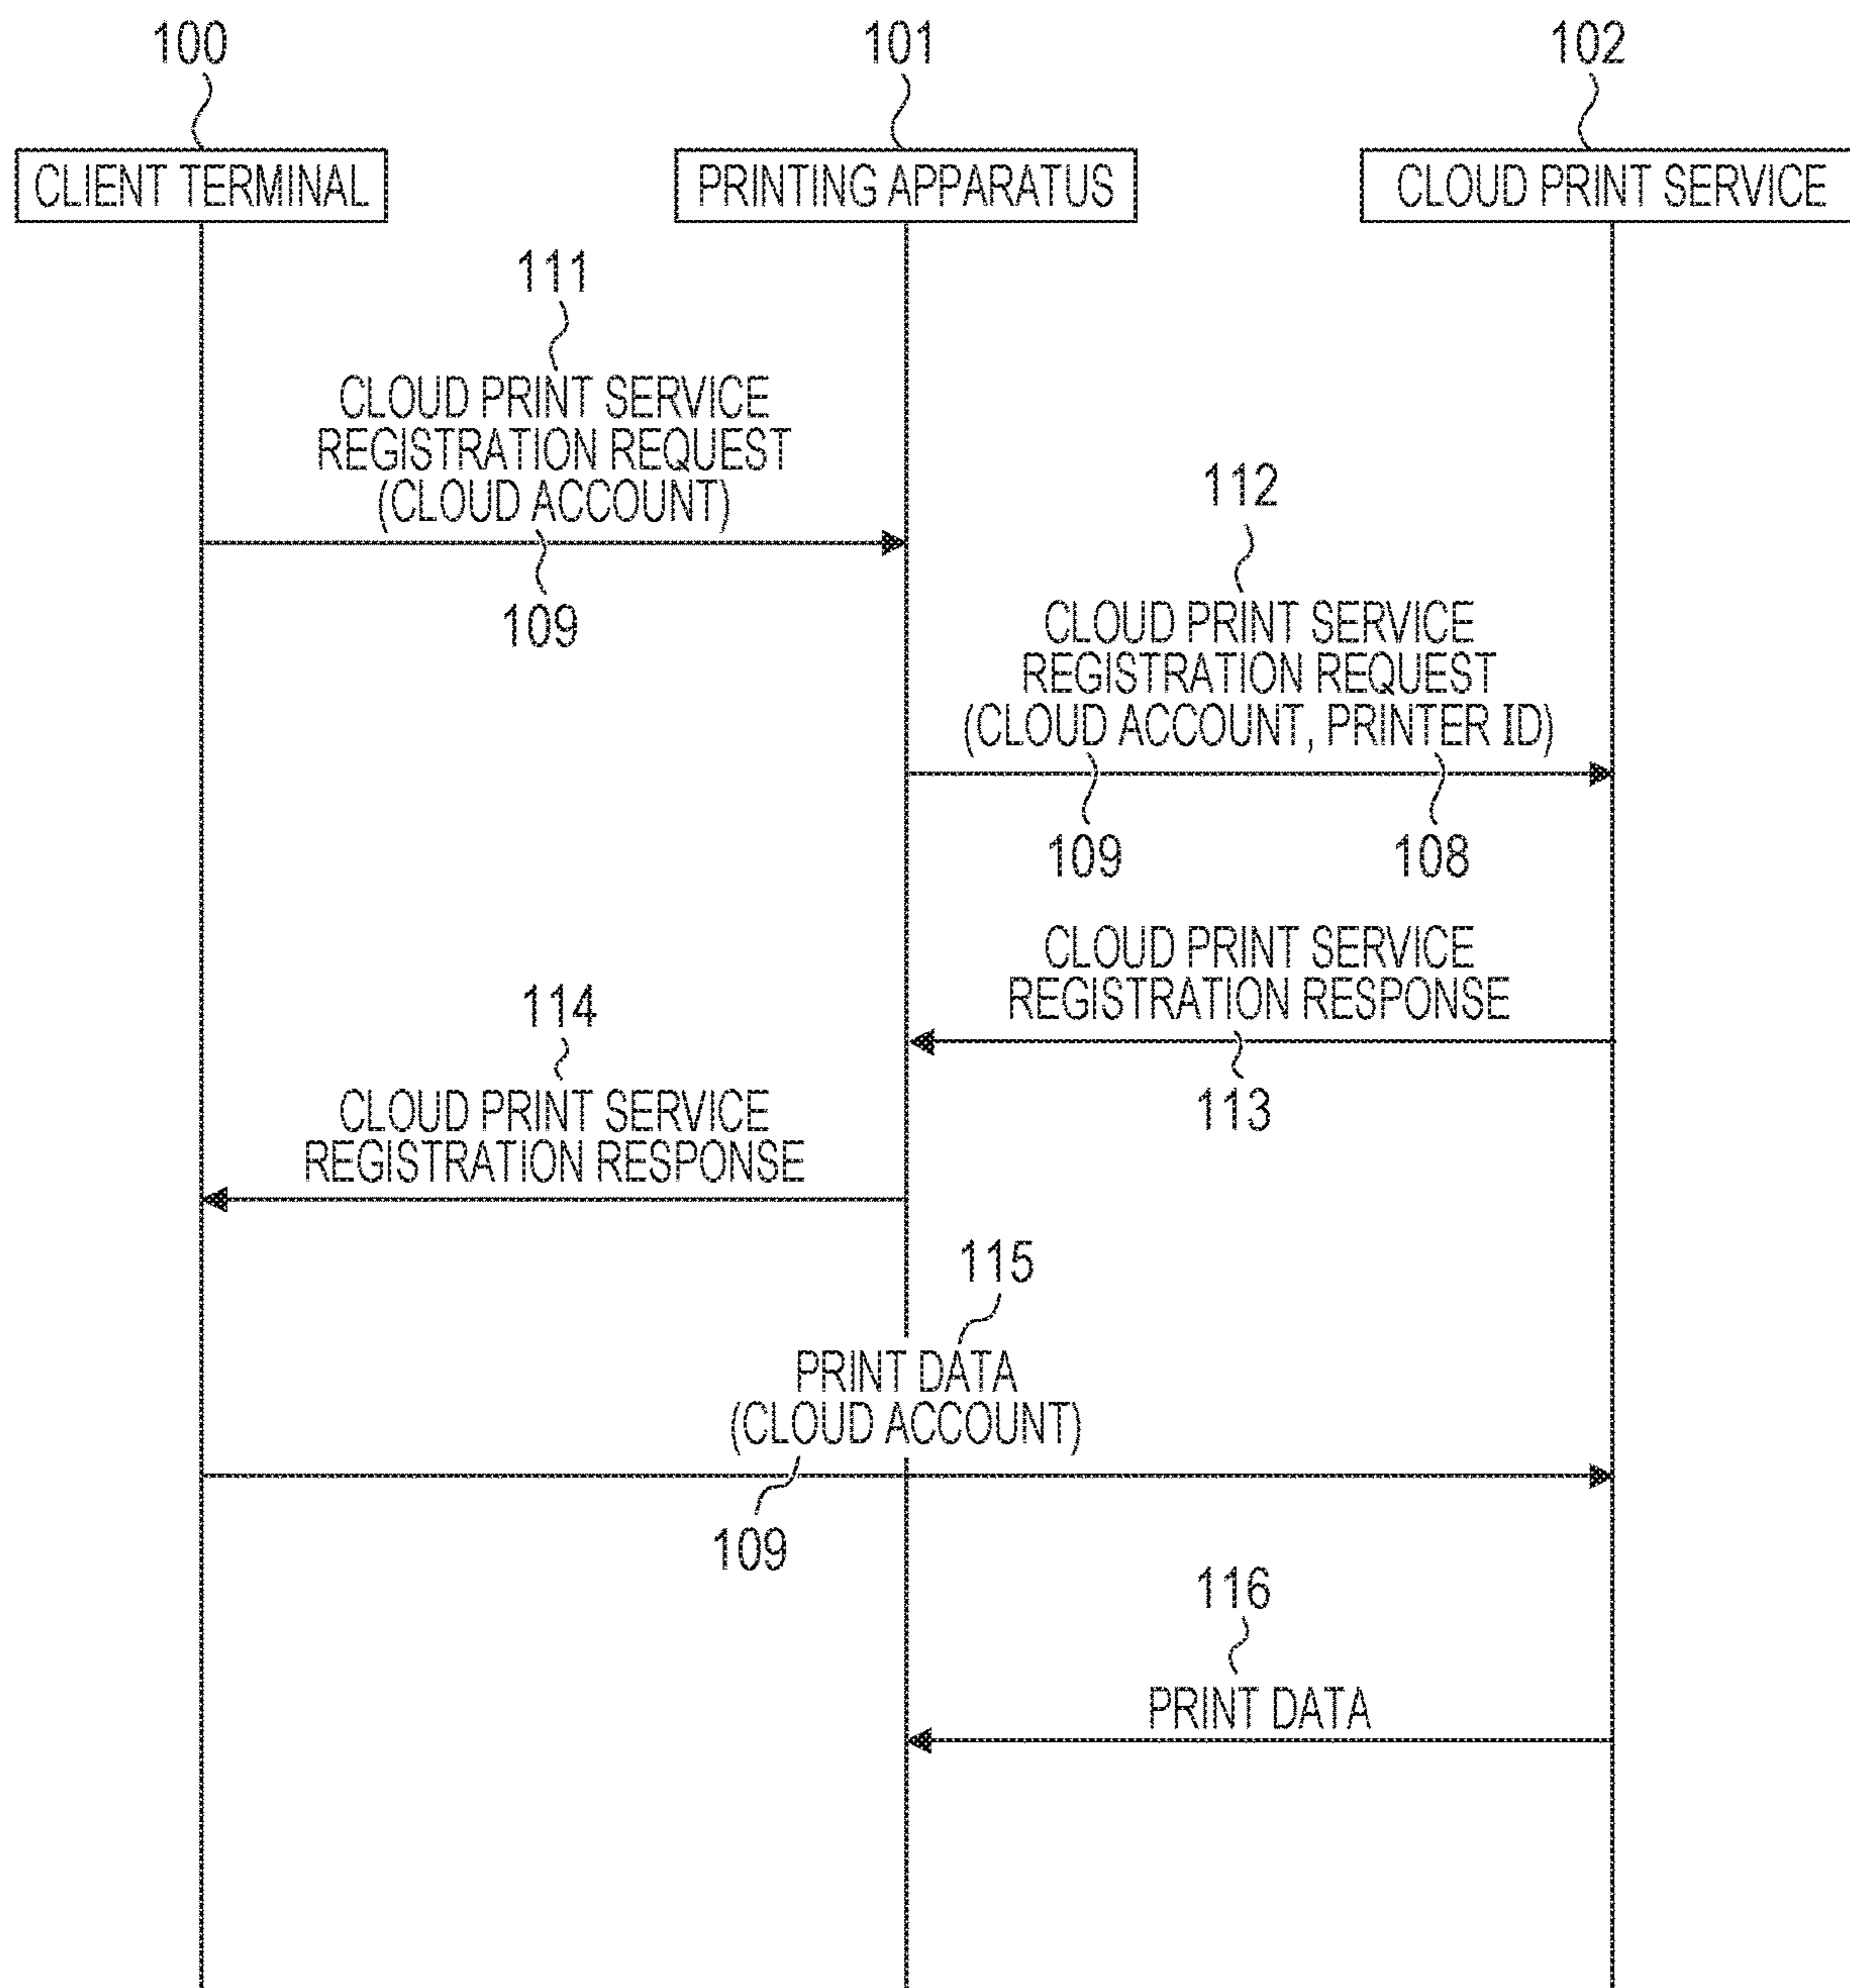 100
101
102
CLIENT TERMINAL
PRINTING APPARATUS
CLOUD PRINT SERVICE
111
CLOUD PRINT SERVICE
REGISTRATION REQUEST
(CLOUD ACCOUNT)
109
112
CLOUD PRINT SERVICE
REGISTRATION REQUEST
(CLOUD ACCOUNT, PRINTER ID)
109
108
CLOUD PRINT SERVICE
REGISTRATION RESPONSE
113
114
CLOUD PRINT SERVICE
REGISTRATION RESPONSE
115
PRINT DATA
(CLOUD ACCOUNT)
109
116
PRINT DATA